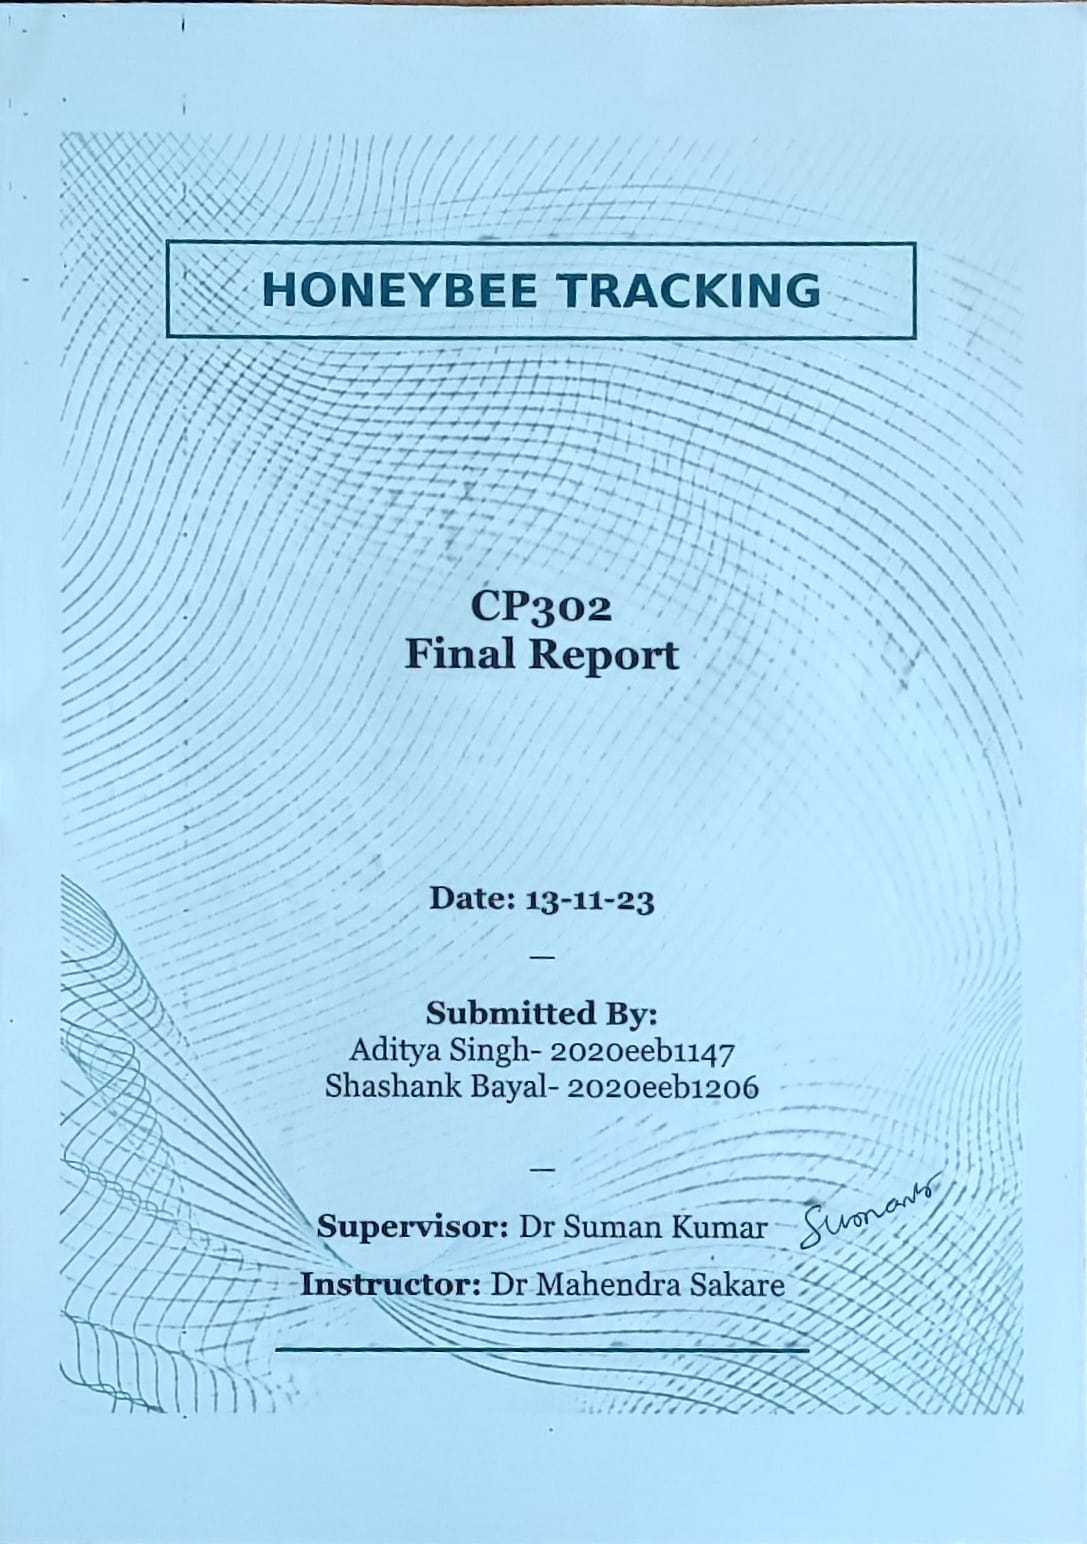 HONEYBEE TRACKING
CP302
Final Report
Date: 13-11-23
—
Submitted By:
Aditya Singh- 2020eeb1147
Shashank Bayal- 2020eeb1206
—
Supervisor: Dr Suman Kumar
Instructor: Dr Mahendra Sakare